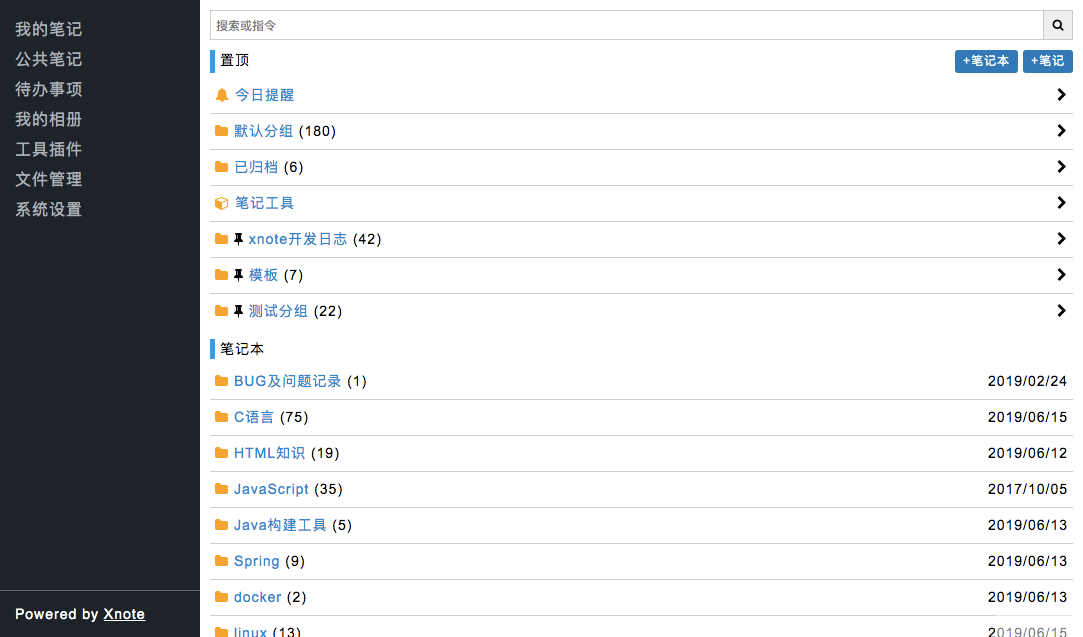 我的笔记
公共笔记
待办事项
我的相册
工具插件
文件管理
系统设置
Powered by Xnote
搜索或指令
置顶 +笔记本 +笔记
今日提醒
默认分组 (180)
已归档 (6)
笔记工具
xnote开发日志 (42)
模板 (7)
测试分组 (22)
笔记本
BUG及问题记录 (1) 2019/02/24
C语言 (75) 2019/06/15
HTML知识 (19) 2019/06/12
JavaScript (35) 2017/10/05
Java构建工具 (5) 2019/06/13
Spring (9) 2019/06/13
docker (2) 2019/06/13
linux (13) 2019/06/15